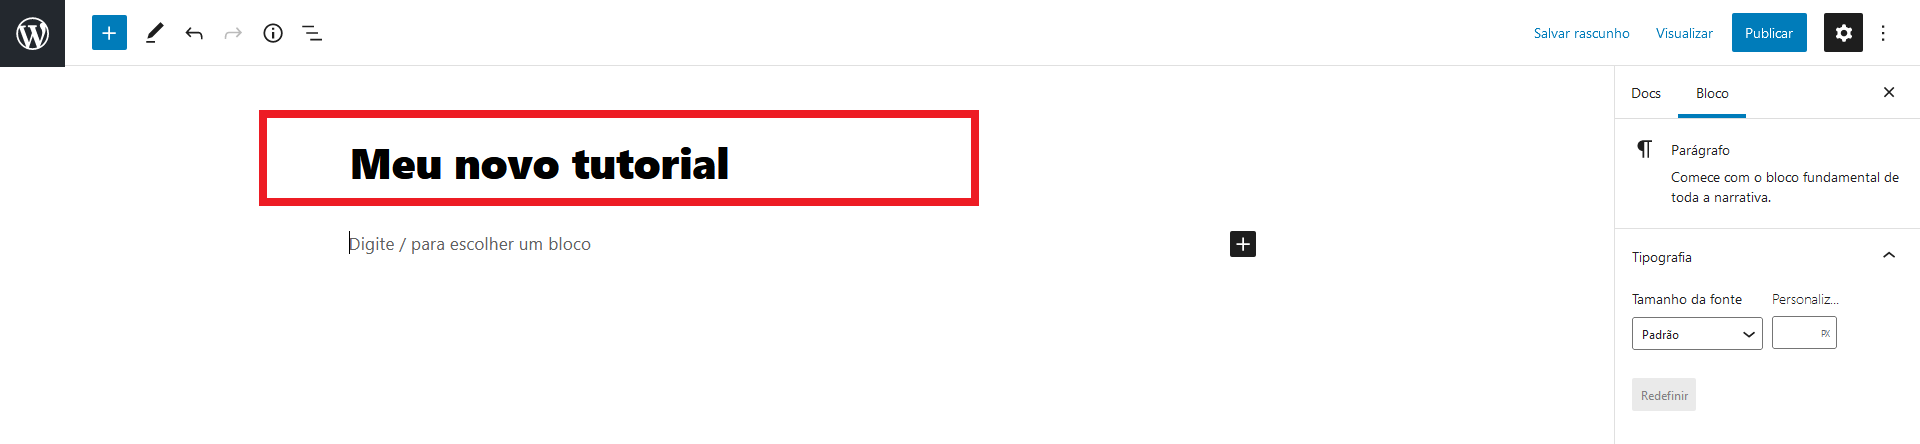 Salvar rascunho Visualizar Publicar
Docs Bloco
Meu novo tutorial
Digite / para escolher um bloco
Parágrafo
Comece com o bloco fundamental de
toda a narrativa.
Tipografia
Tamanho da fonte Personaliz...
Padrão PX
Redefinir